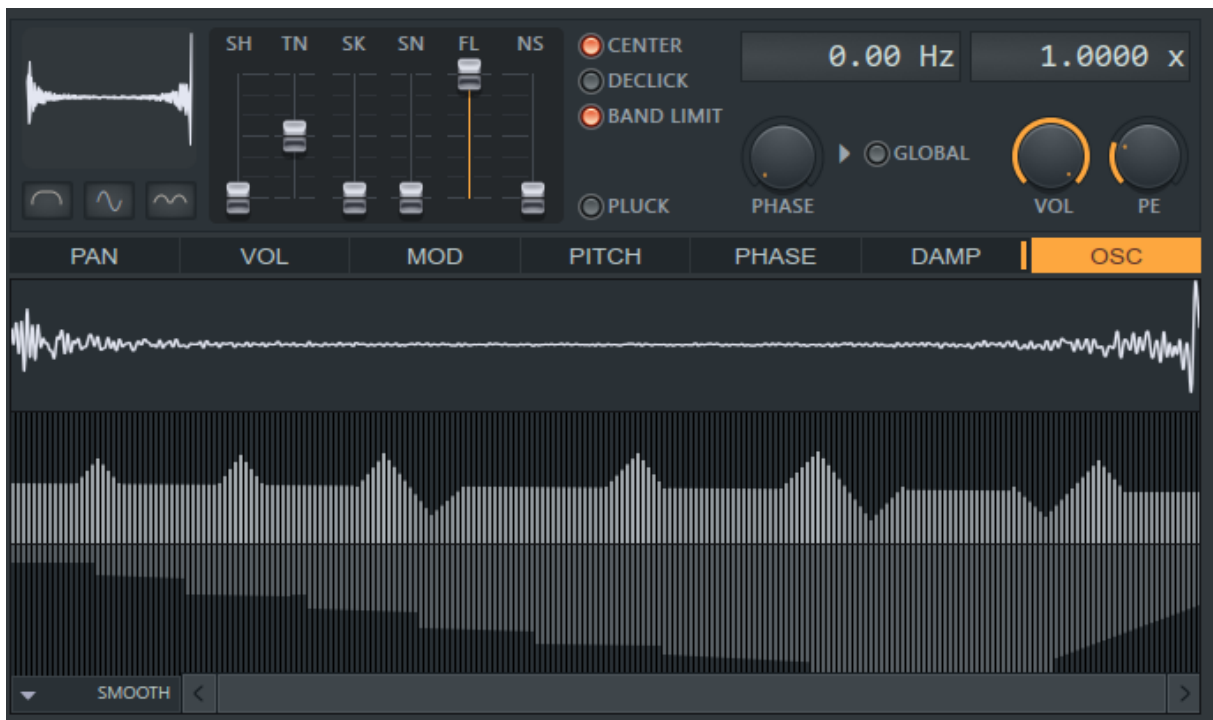 SH TN SK SN FL NS
CENTER
DECLICK
BAND LIMIT
PLUCK
0.00 Hz
1.0000 x
PHASE
GLOBAL
VOL
PE
PAN VOL MOD PITCH PHASE DAMP OSC
SMOOTH